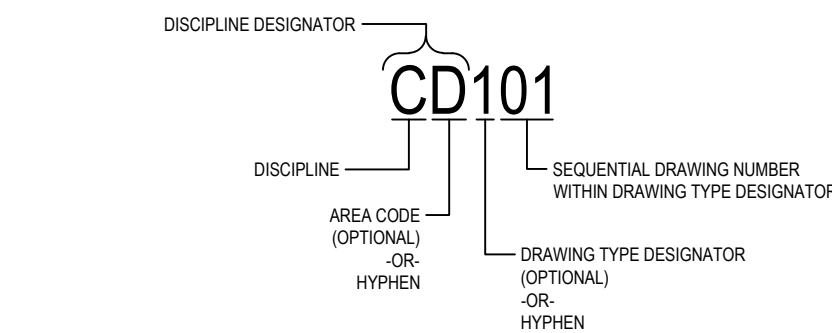 DISCIPLINE DESIGNATOR
CD101
DISCIPLINE
SEQUENTIAL DRAWING NUMBER
WITHIN DRAWING TYPE DESIGNATOR
AREA CODE
(OPTIONAL)
-OR-
HYPHEN
DRAWING TYPE DESIGNATOR
(OPTIONAL)
-OR-
HYPHEN